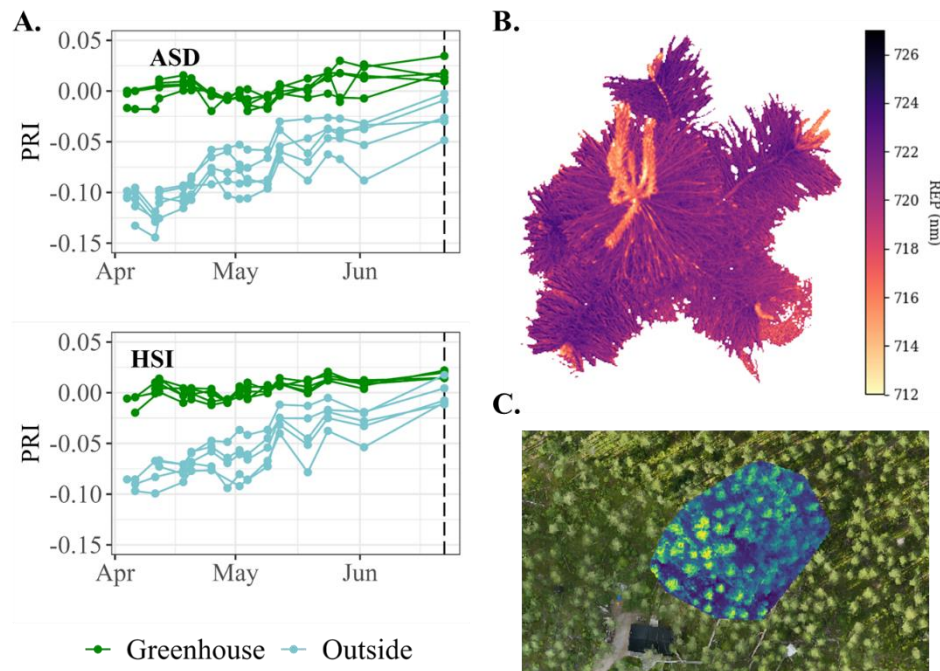 A.
ASD
0.05
0.00
-0.05
-0.10
-0.15
PRI
Apr
May
Jun
HSI
0.05
0.00
-0.05
-0.10
-0.15
PRI
Apr
May
Jun
Greenhouse
Outside
B.
726
724
722
720
718
716
714
712
REP (nm)
C.